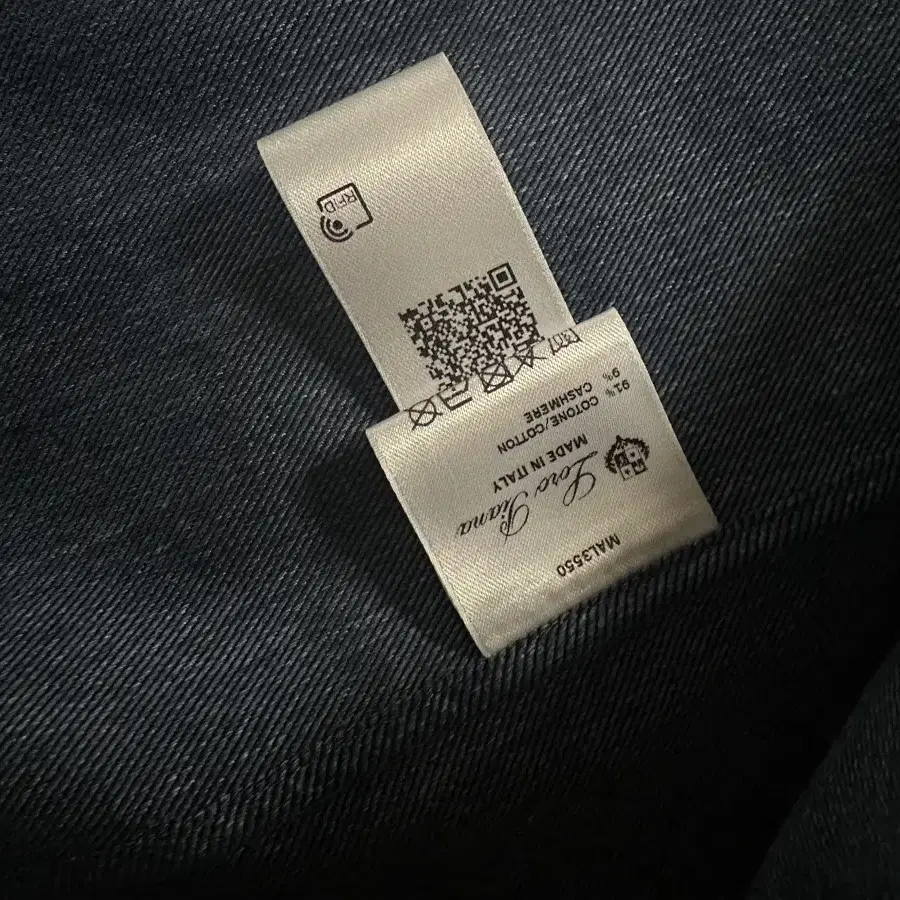 MAL3550
Loro Piana
MADE IN ITALY
91% COTONE/COTTON
9% CASHMERE
RFID